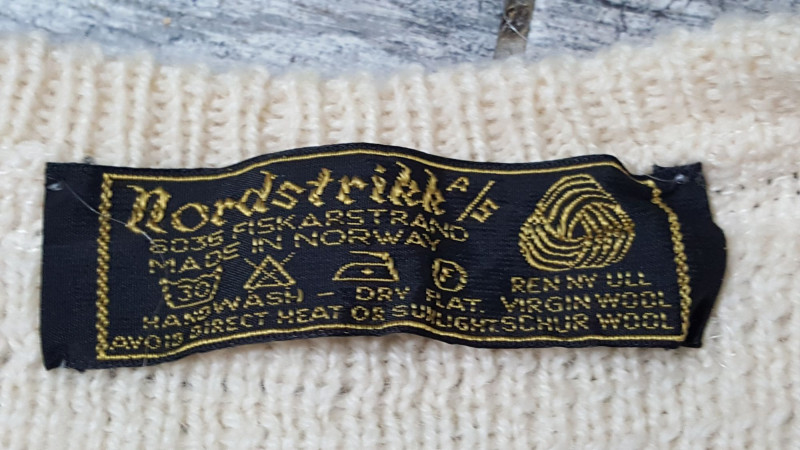 Nordstrikk A/S
6035 FISKARSTRAND
MADE IN NORWAY
30
F
HANDWASH - DRY FLAT.
AVOID DIRECT HEAT OR SUNLIGHT
REN NY ULL
VIRGIN WOOL
SCHUR WOOL